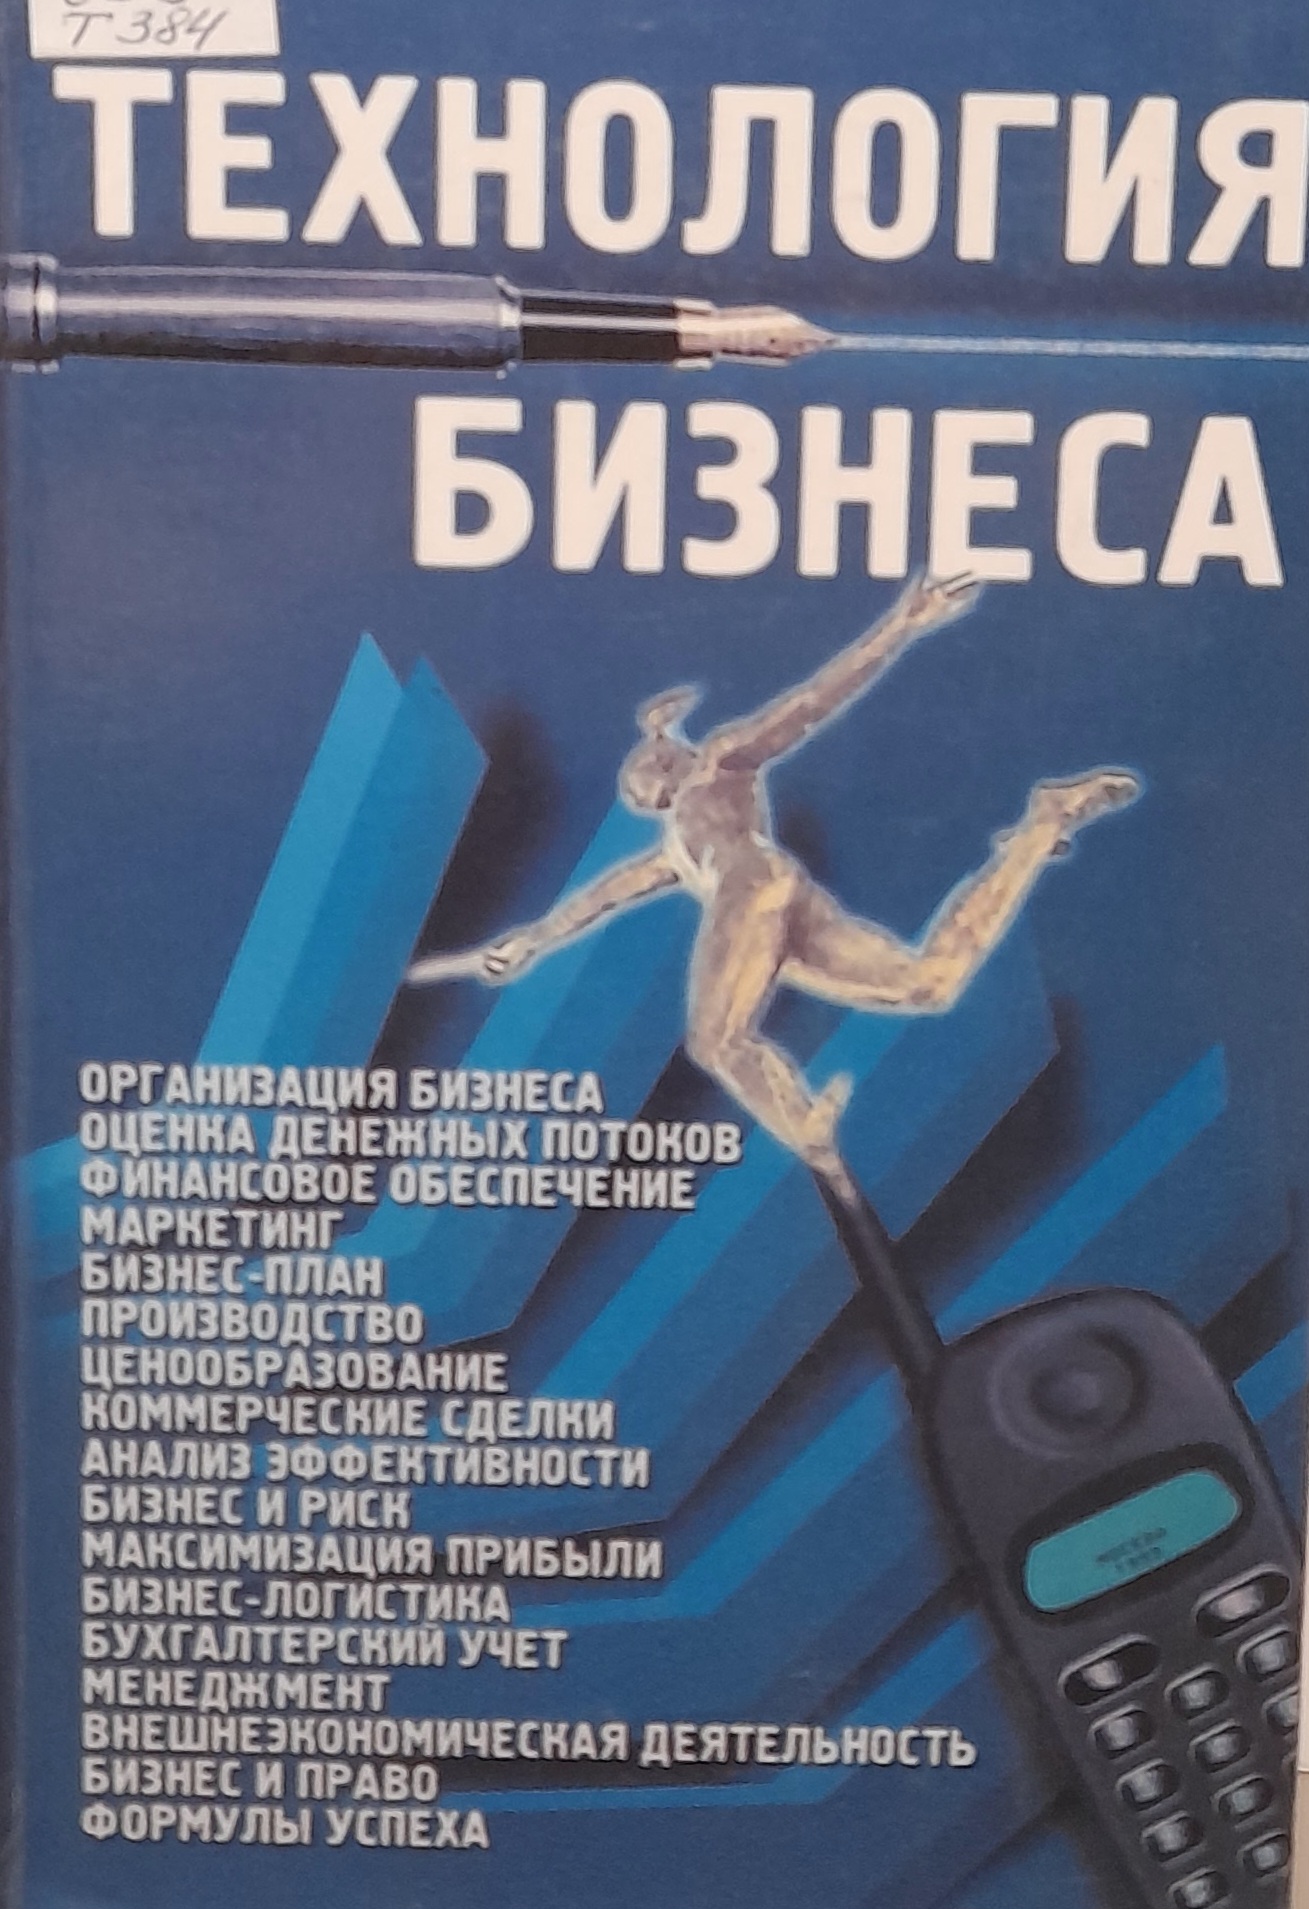 Т 384
ТЕХНОЛОГИЯ
БИЗНЕСА
ОРГАНИЗАЦИЯ БИЗНЕСА
ОЦЕНКА ДЕНЕЖНЫХ ПОТОКОВ
ФИНАНСОВОЕ ОБЕСПЕЧЕНИЕ
МАРКЕТИНГ
БИЗНЕС-ПЛАН
ПРОИЗВОДСТВО
ЦЕНООБРАЗОВАНИЕ
КОММЕРЧЕСКИЕ СДЕЛКИ
АНАЛИЗ ЭФФЕКТИВНОСТИ
БИЗНЕС И РИСК
МАКСИМИЗАЦИЯ ПРИБЫЛИ
БИЗНЕС-ЛОГИСТИКА
БУХГАЛТЕРСКИЙ УЧЕТ
МЕНЕДЖМЕНТ
ВНЕШНЕЭКОНОМИЧЕСКАЯ ДЕЯТЕЛЬНОСТЬ
БИЗНЕС И ПРАВО
ФОРМУЛЫ УСПЕХА